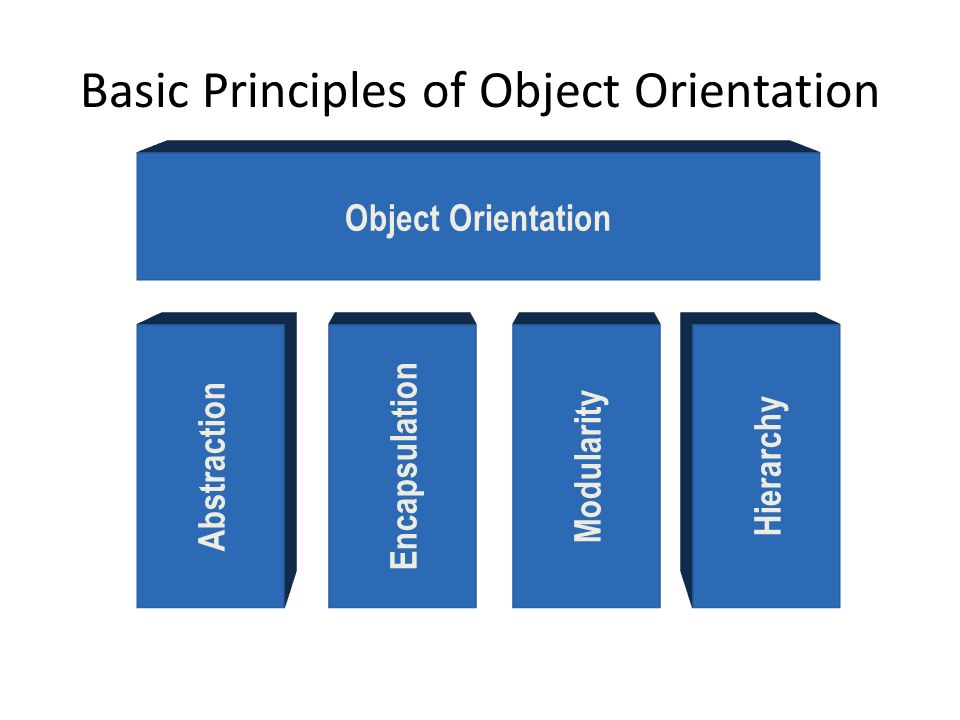 Basic Principles of Object Orientation
Object Orientation
Abstraction
Encapsulation
Modularity
Hierarchy